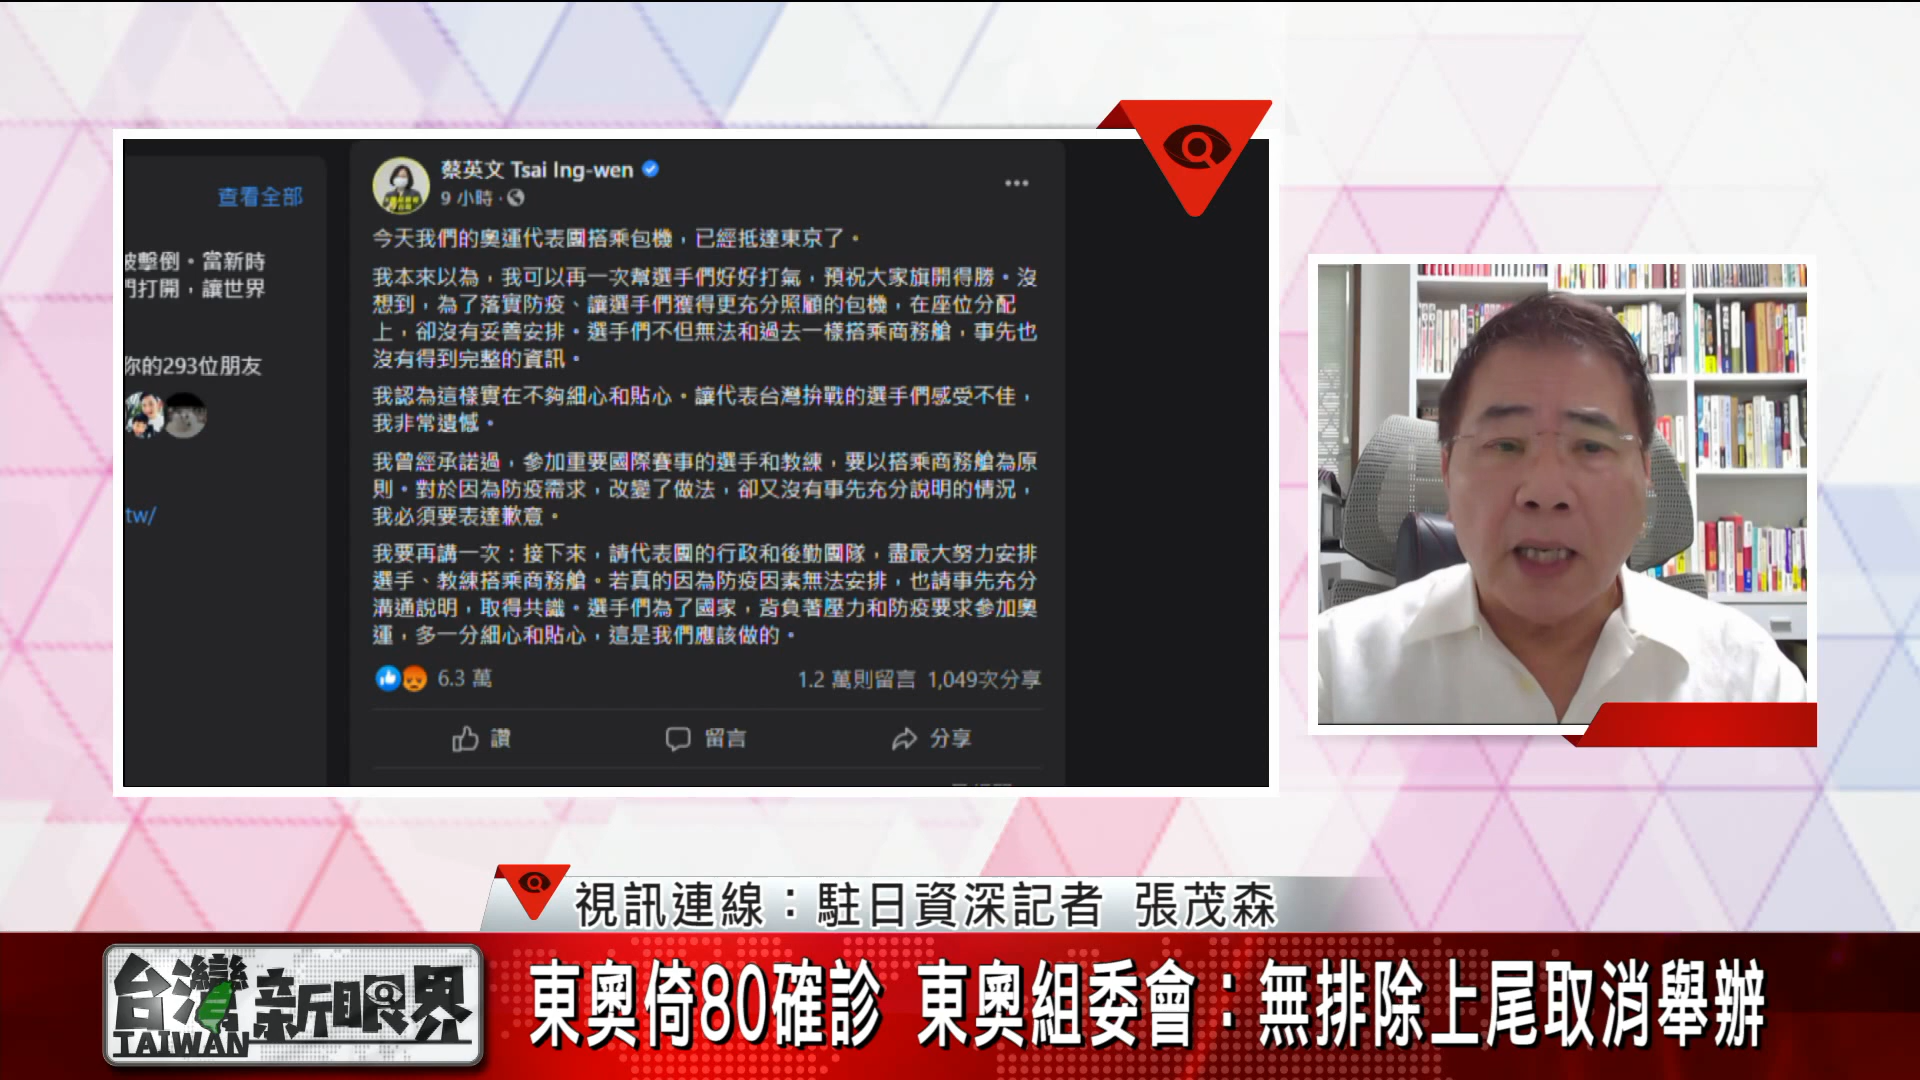 查看全部
被擊倒。當新時
門打開，讓世界
你的293位朋友
tw/
蔡英文 Tsai Ing-wen
9 小時 ·
今天我們的奧運代表團搭乘包機，已經抵達東京了。
我本來以為，我可以再一次幫選手們好好打氣，預祝大家旗開得勝。沒
想到，為了落實防疫、讓選手們獲得更充分照顧的包機，在座位分配
上，卻沒有妥善安排。選手們不但無法和過去一樣搭乘商務艙，事先也
沒有得到完整的資訊。
我認為這樣實在不夠細心和貼心。讓代表台灣拚戰的選手們感受不佳，
我非常遺憾。
我曾經承諾過，參加重要國際賽事的選手和教練，要以搭乘商務艙為原
則。對於因為防疫需求，改變了做法，卻又沒有事先充分說明的情況，
我必須要表達歉意。
我要再講一次：接下來，請代表團的行政和後勤團隊，盡最大努力安排
選手、教練搭乘商務艙。若真的因為防疫因素無法安排，也請事先充分
溝通說明，取得共識。選手們為了國家，背負著壓力和防疫要求參加奧
運，多一分細心和貼心，這是我們應該做的。
6.3 萬
1.2 萬則留言 1,049次分享
讚
留言
分享
視訊連線：駐日資深記者 張茂森
台灣新眼界
TAIWAN
東奧倚80確診 東奧組委會：無排除上尾取消舉辦